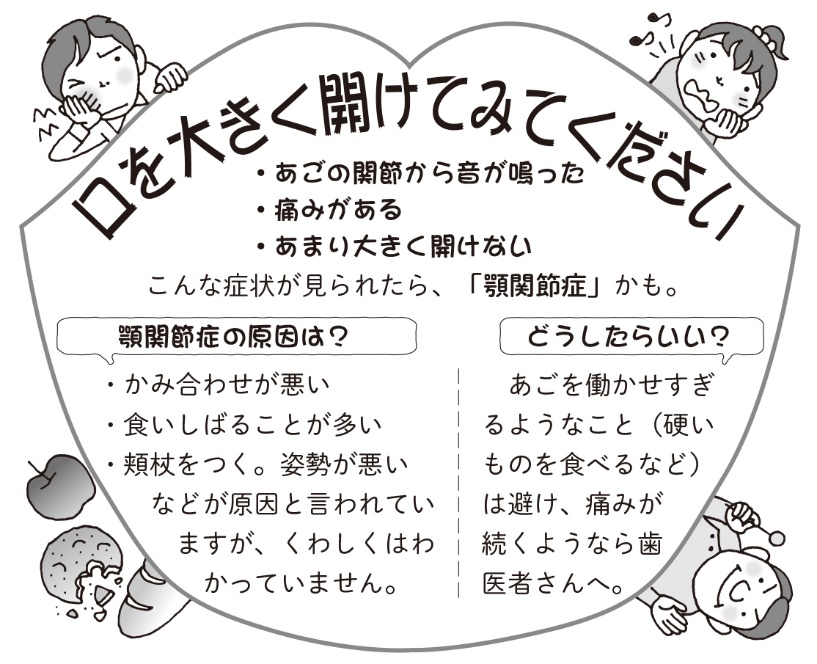 口を大きく開けてみてください
・あごの関節から音が鳴った
・痛みがある
・あまり大きく開けない
こんな症状が見られたら、「顎関節症」かも。
顎関節症の原因は？
・かみ合わせが悪い
・食いしばることが多い
・頬杖をつく。姿勢が悪い
などが原因と言われてい
ますが、くわしくはわ
かっていません。
どうしたらいい？
あごを働かせすぎ
るようなこと（硬い
ものを食べるなど）
は避け、痛みが
続くようなら歯
医者さんへ。